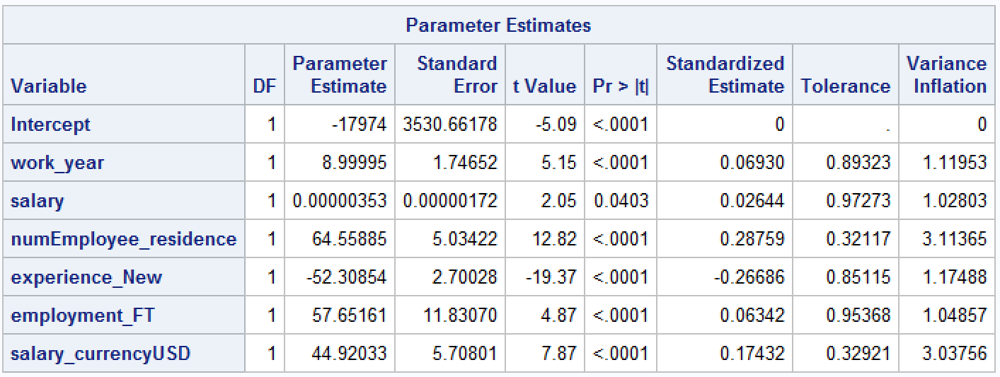 Parameter Estimates
Variable DF Parameter Estimate Standard Error t Value Pr > |t| Standardized Estimate Tolerance Variance Inflation
Intercept 1 -17974 3530.66178 -5.09 <.0001 0 . 0
work_year 1 8.99995 1.74652 5.15 <.0001 0.06930 0.89323 1.11953
salary 1 0.00000353 0.00000172 2.05 0.0403 0.02644 0.97273 1.02803
numEmployee_residence 1 64.55885 5.03422 12.82 <.0001 0.28759 0.32117 3.11365
experience_New 1 -52.30854 2.70028 -19.37 <.0001 -0.26686 0.85115 1.17488
employment_FT 1 57.65161 11.83070 4.87 <.0001 0.06342 0.95368 1.04857
salary_currencyUSD 1 44.92033 5.70801 7.87 <.0001 0.17432 0.32921 3.03756